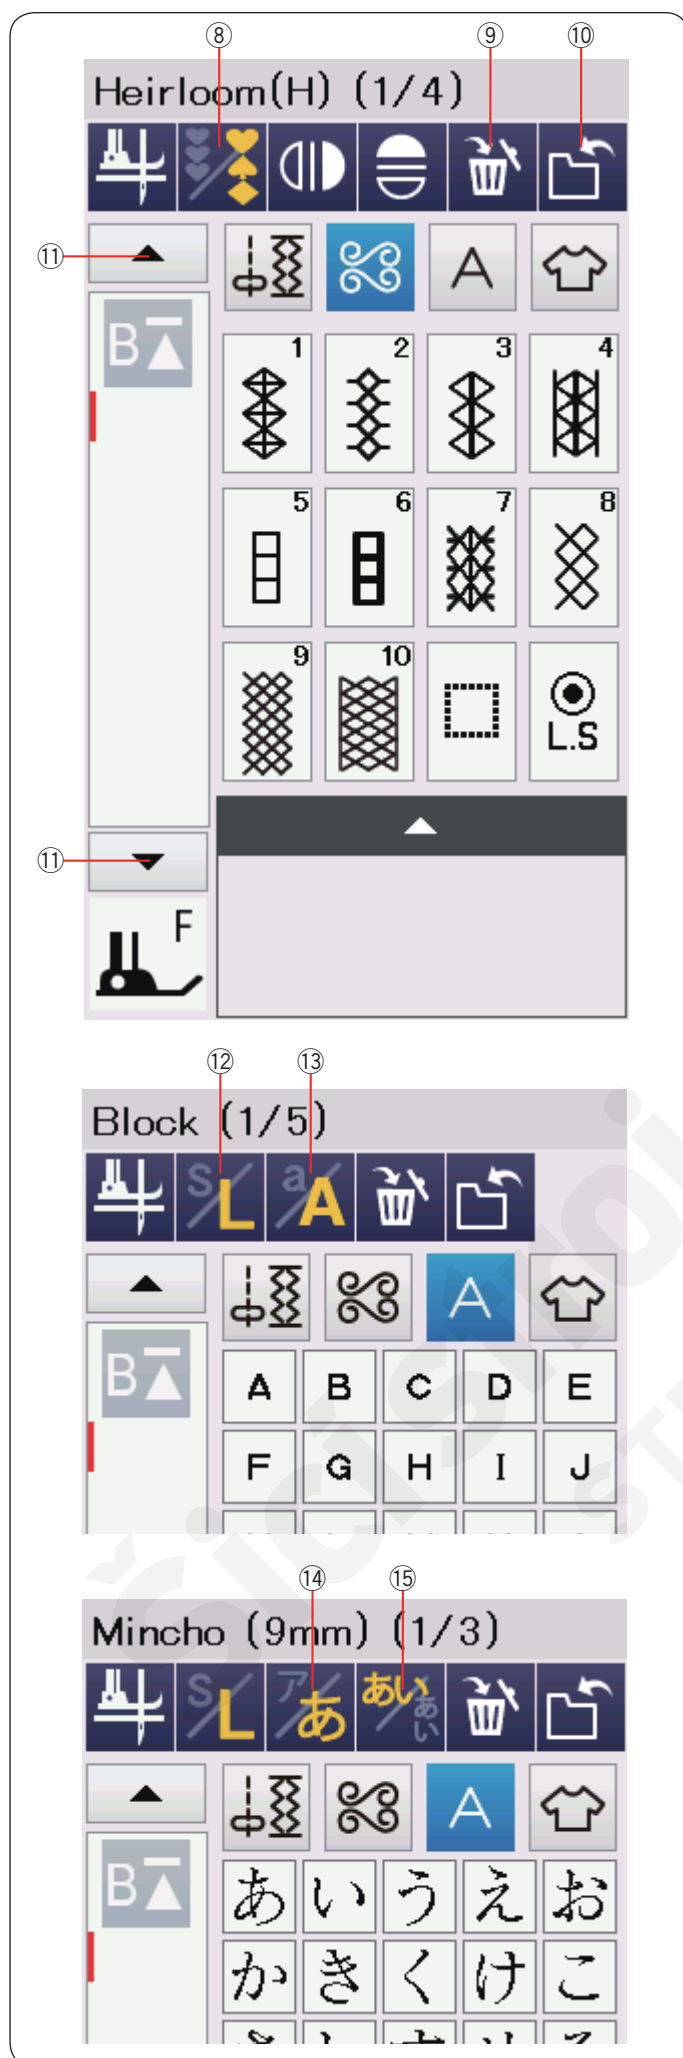 ⑧ ⑨ ⑩
Heirloom(H) (1/4)
⑪
A
B
1 2 3 4
5 6 7 8
9 10
L.S
⑪
F
⑫ ⑬
Block (1/5)
S/L a/A
A
B
A B C D E
F G H I J
⑭ ⑮
Mincho (9mm) (1/3)
S/L ア/あ あい/あい
A
B
あ い う え お
か き く け こ